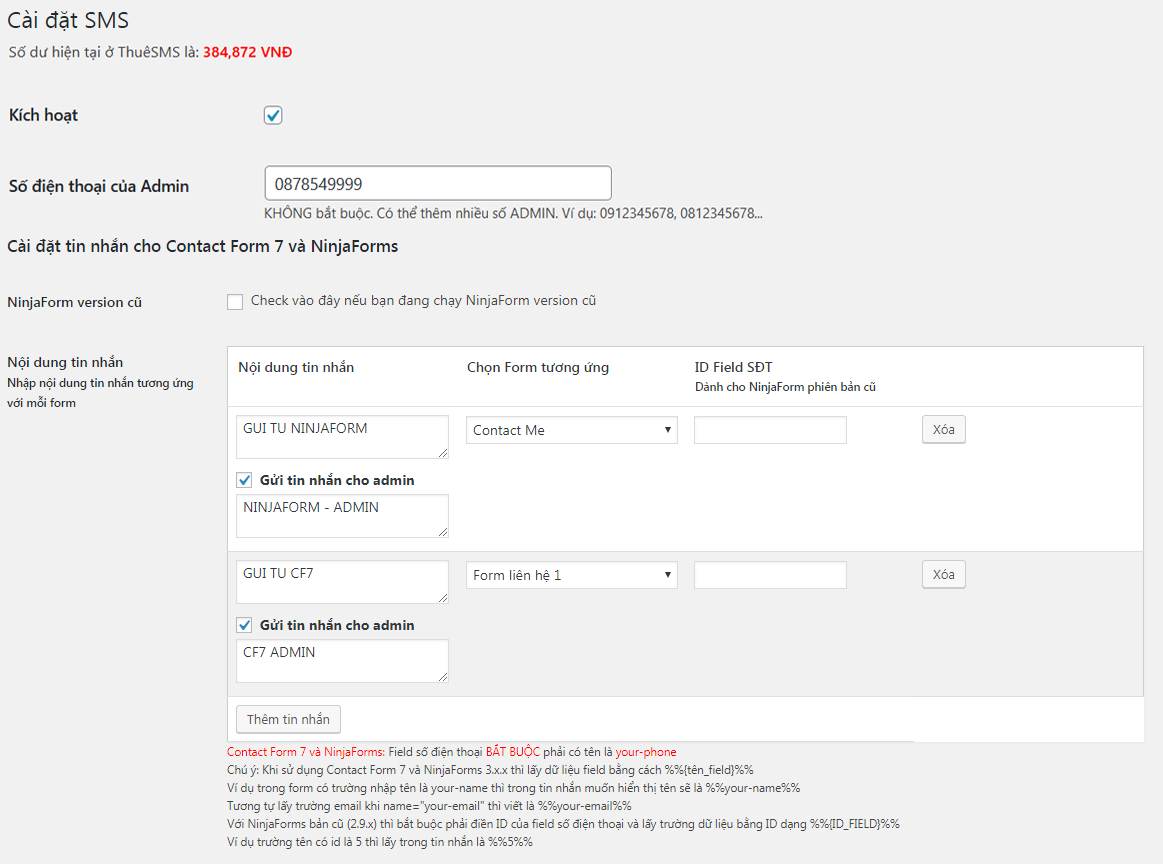 Cài đặt SMS
Số dư hiện tại ở ThuêSMS là: 384,872 VNĐ
Kích hoạt
Số điện thoại của Admin
0878549999
KHÔNG bắt buộc. Có thể thêm nhiều số ADMIN. Ví dụ: 0912345678, 0812345678...
Cài đặt tin nhắn cho Contact Form 7 và NinjaForms
NinjaForm version cũ
Check vào đây nếu bạn đang chạy NinjaForm version cũ
Nội dung tin nhắn
Nhập nội dung tin nhắn tương ứng
với mỗi form
Nội dung tin nhắn
Chọn Form tương ứng
ID Field SĐT
Dành cho NinjaForm phiên bản cũ
GUI TU NINJAFORM
Contact Me
Xóa
Gửi tin nhắn cho admin
NINJAFORM - ADMIN
GUI TU CF7
Form liên hệ 1
Xóa
Gửi tin nhắn cho admin
CF7 ADMIN
Thêm tin nhắn
Contact Form 7 và NinjaForms: Field số điện thoại BẮT BUỘC phải có tên là your-phone
Chú ý: Khi sử dụng Contact Form 7 và NinjaForms 3.x.x thì lấy dữ liệu field bằng cách %%{tên_field}%%
Ví dụ trong form có trường nhập tên là your-name thì trong tin nhắn muốn hiển thị tên sẽ là %%your-name%%
Tương tự lấy trường email khi name="your-email" thì viết là %%your-email%%
Với NinjaForms bản cũ (2.9.x) thì bắt buộc phải điền ID của field số điện thoại và lấy trường dữ liệu bằng ID dạng %%{ID_FIELD}%%
Ví dụ trường tên có id là 5 thì lấy trong tin nhắn là %%5%%